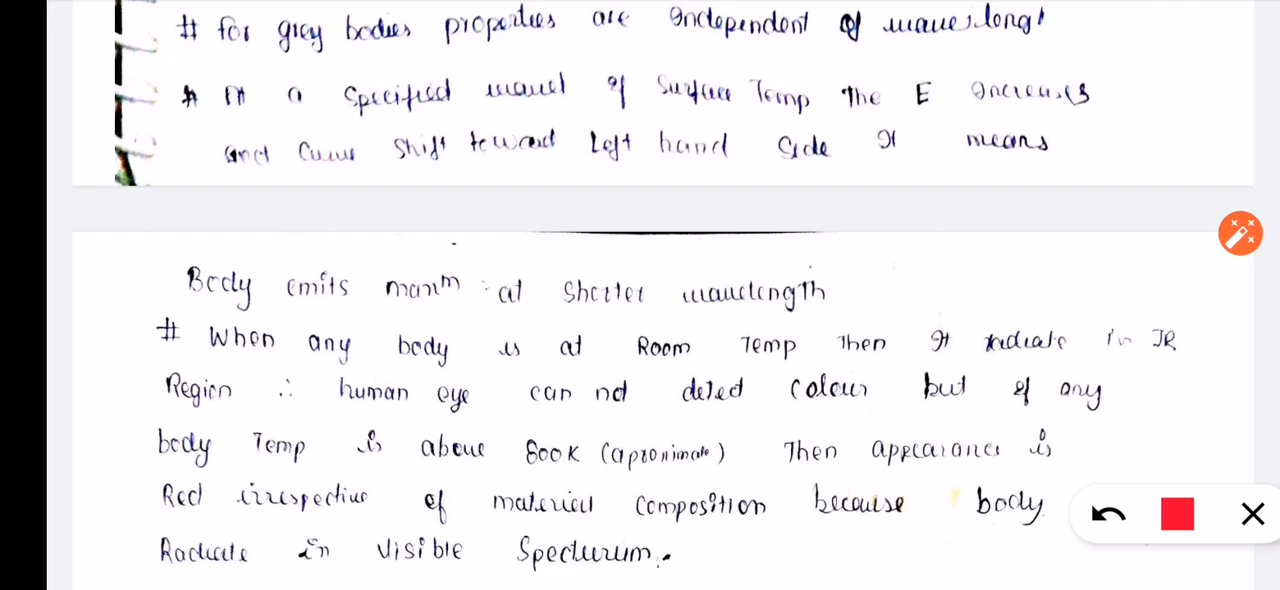 # for grey bodies properties are Independent of wavelengt
# At a specified wavel of Surface Temp The E Increases
and Curve Shift toward Left hand Side It means
Body emits maxm at Shorter wavelength
# When any body is at Room Temp Then It radiate in IR
Region ∴ human eye can not detect colour but if any
body Temp is above 800K (aproximate) Then appearance is
Red irrespective of material composition because body
Radiate in visible Specturum.